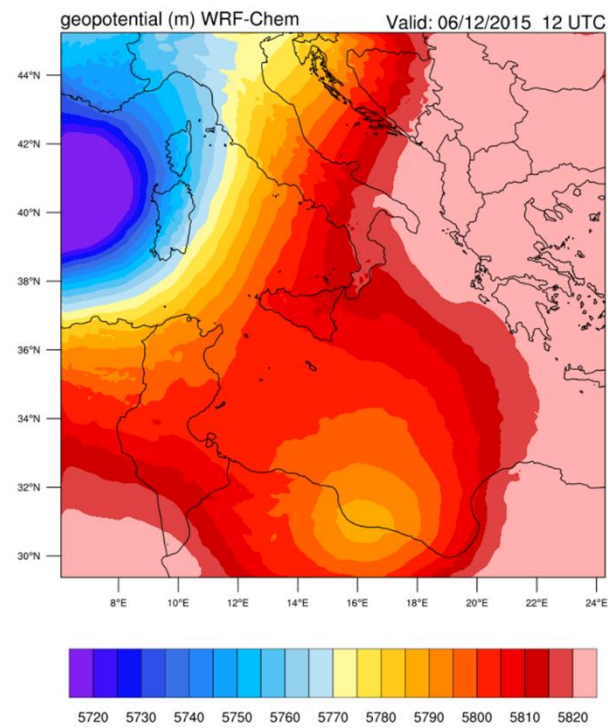 geopotential (m) WRF-Chem Valid: 06/12/2015 12 UTC
44°N
42°N
40°N
38°N
36°N
34°N
32°N
30°N
8°E 10°E 12°E 14°E 16°E 18°E 20°E 22°E 24°E
5720 5730 5740 5750 5760 5770 5780 5790 5800 5810 5820